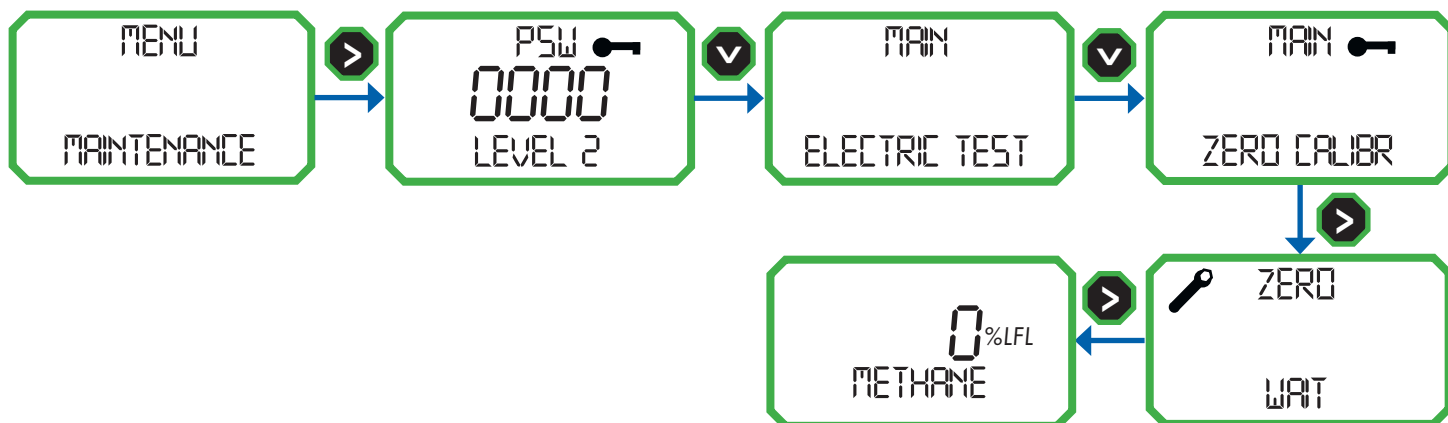 MENU
MAINTENANCE
>
PSW
0000
LEVEL 2
v
MAIN
ELECTRIC TEST
v
MAIN
ZERO CALIBR
>
ZERO
WAIT
>
0%LFL
METHANE